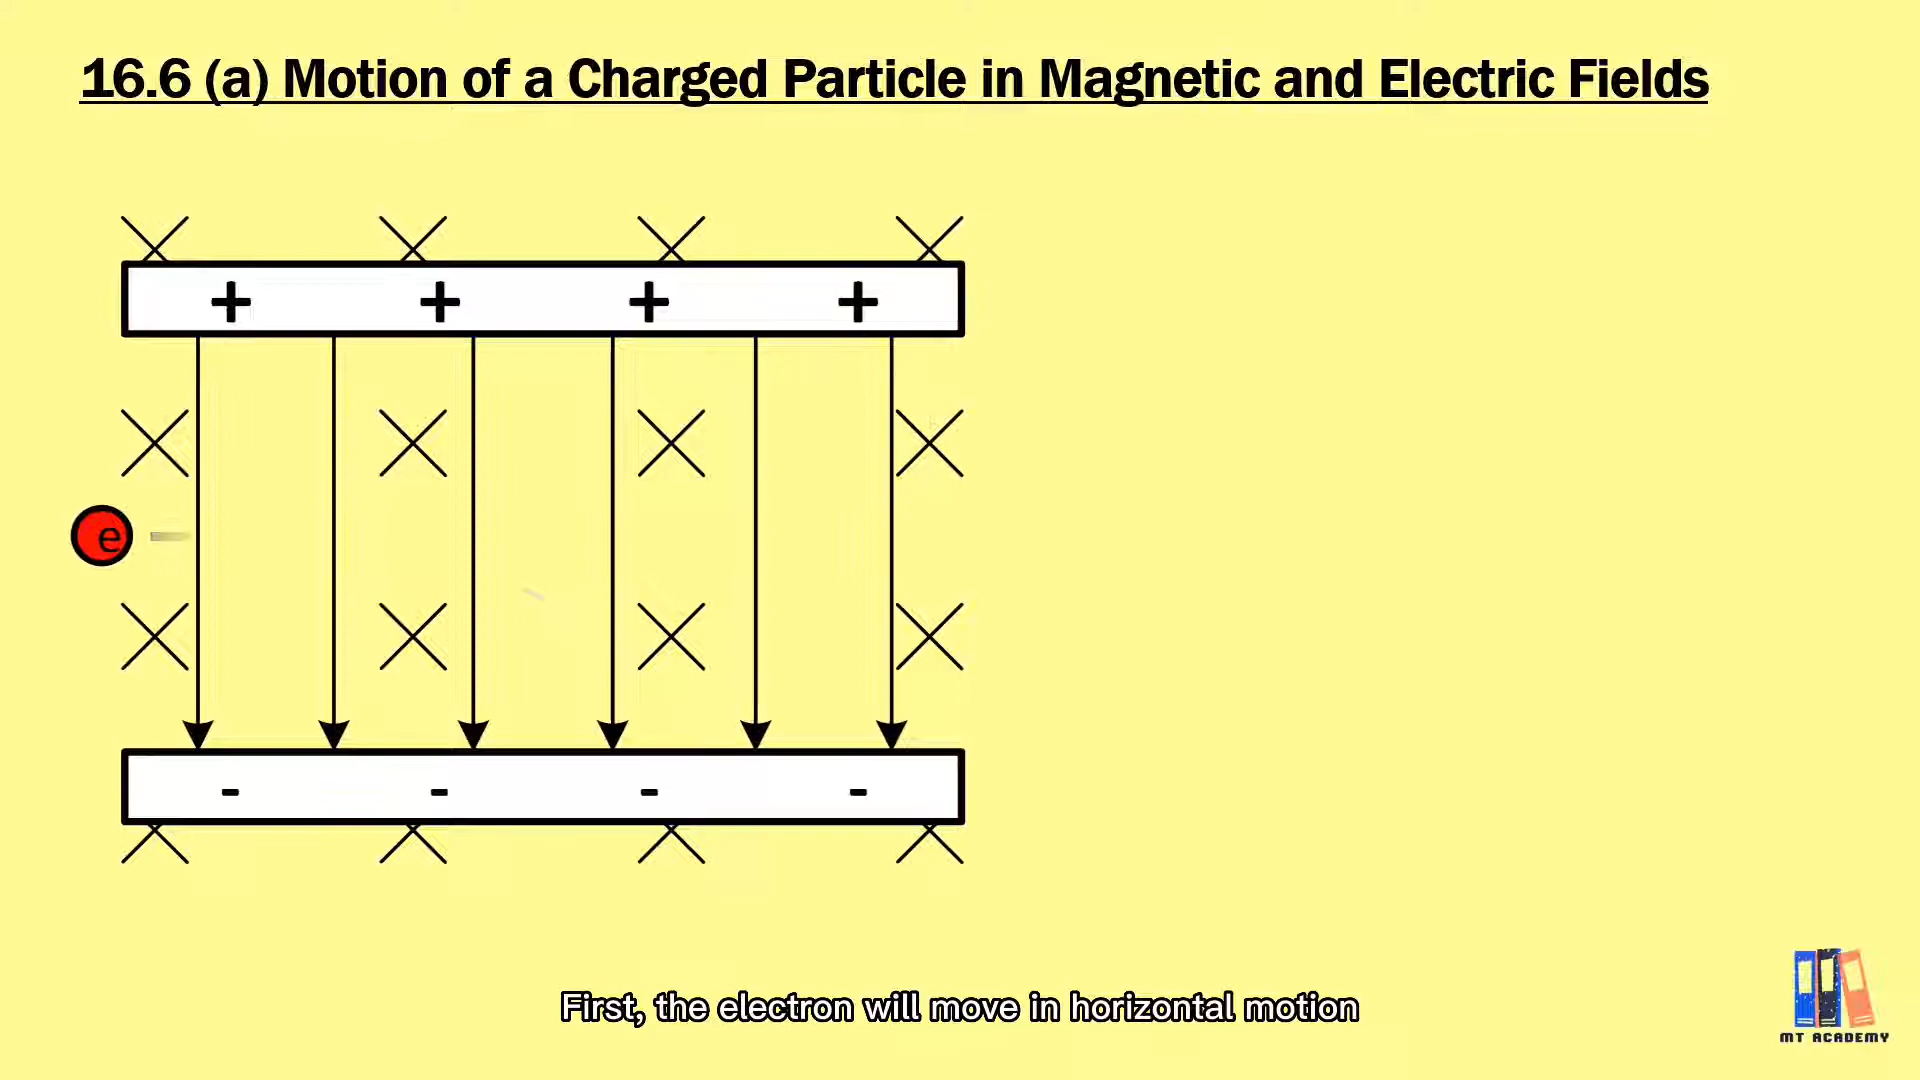 16.6 (a) Motion of a Charged Particle in Magnetic and Electric Fields
+ + + +
e
- - - -
First, the electron will move in horizontal motion
MT ACADEMY